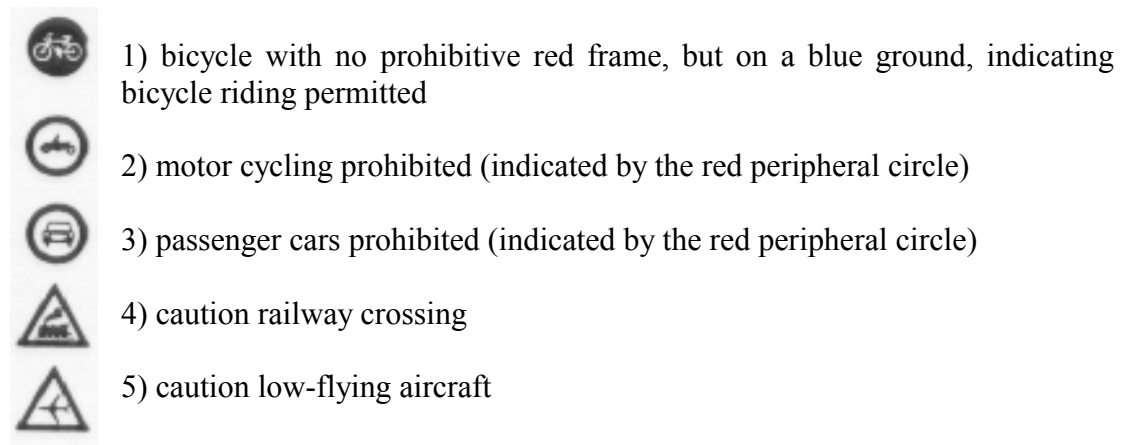 1) bicycle with no prohibitive red frame, but on a blue ground, indicating
bicycle riding permitted
2) motor cycling prohibited (indicated by the red peripheral circle)
3) passenger cars prohibited (indicated by the red peripheral circle)
4) caution railway crossing
5) caution low-flying aircraft